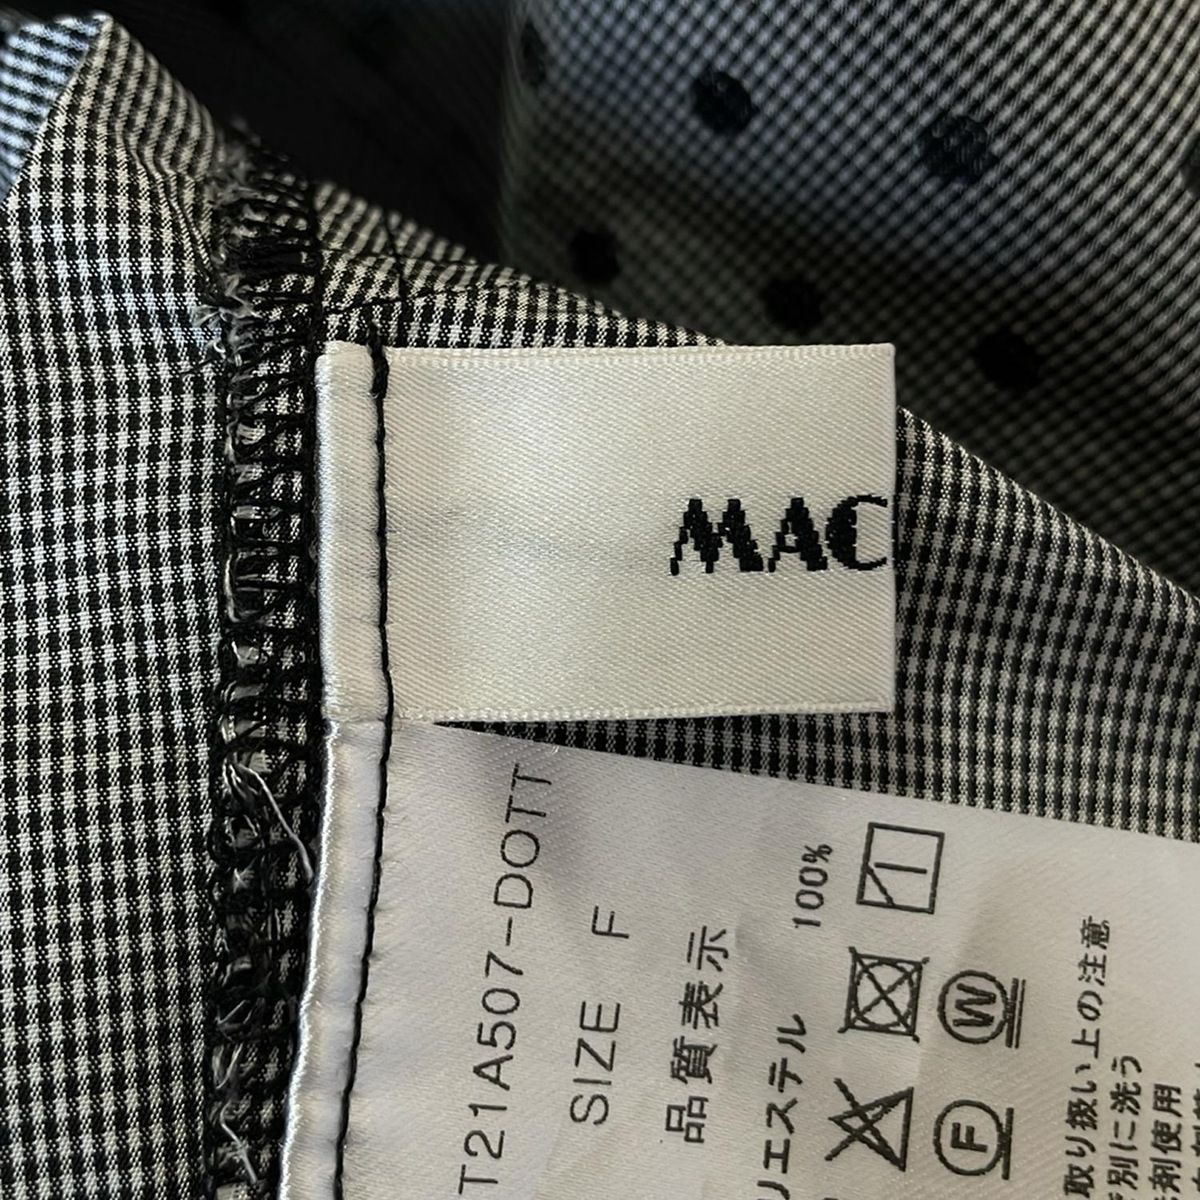 MAC
T21A507-DOTT
SIZE F
品質表示
リエステル 100%
W
F
取り扱い上の注意
別に洗う
剤使用